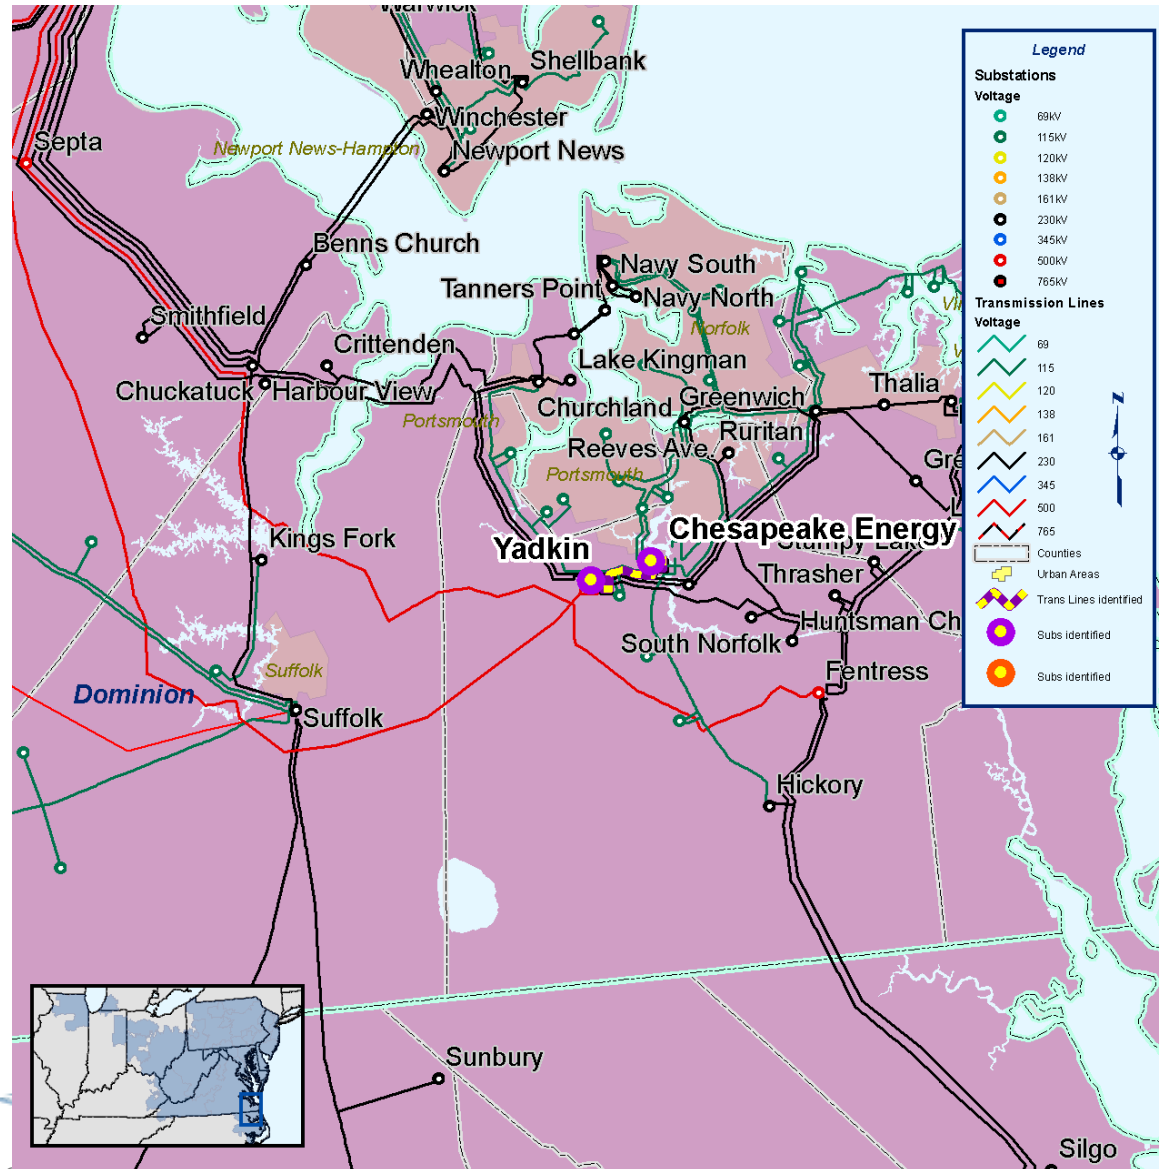 Warwick
Whealton
Shellbank
Winchester
Septa
Newport News-Hampton
Newport News
Benns Church
Navy South
Tanners Point
Navy North
Smithfield
Norfolk
Crittenden
Lake Kingman
Chuckatuck
Harbour View
Thalia
Churchland
Greenwich
Portsmouth
Ruritan
Reeves Ave.
Gre
Portsmouth
Chesapeake Energy
Kings Fork
Yadkin
Stumpy Lake
Thrasher
Huntsman Ch
South Norfolk
Suffolk
Fentress
Dominion
Suffolk
Hickory
Sunbury
Silgo
Legend
Substations
Voltage
69kV
115kV
120kV
138kV
161kV
230kV
345kV
500kV
765kV
Transmission Lines
Voltage
69
115
120
138
161
230
345
500
765
Counties
Urban Areas
Trans Lines identified
Subs identified
Subs identified
N